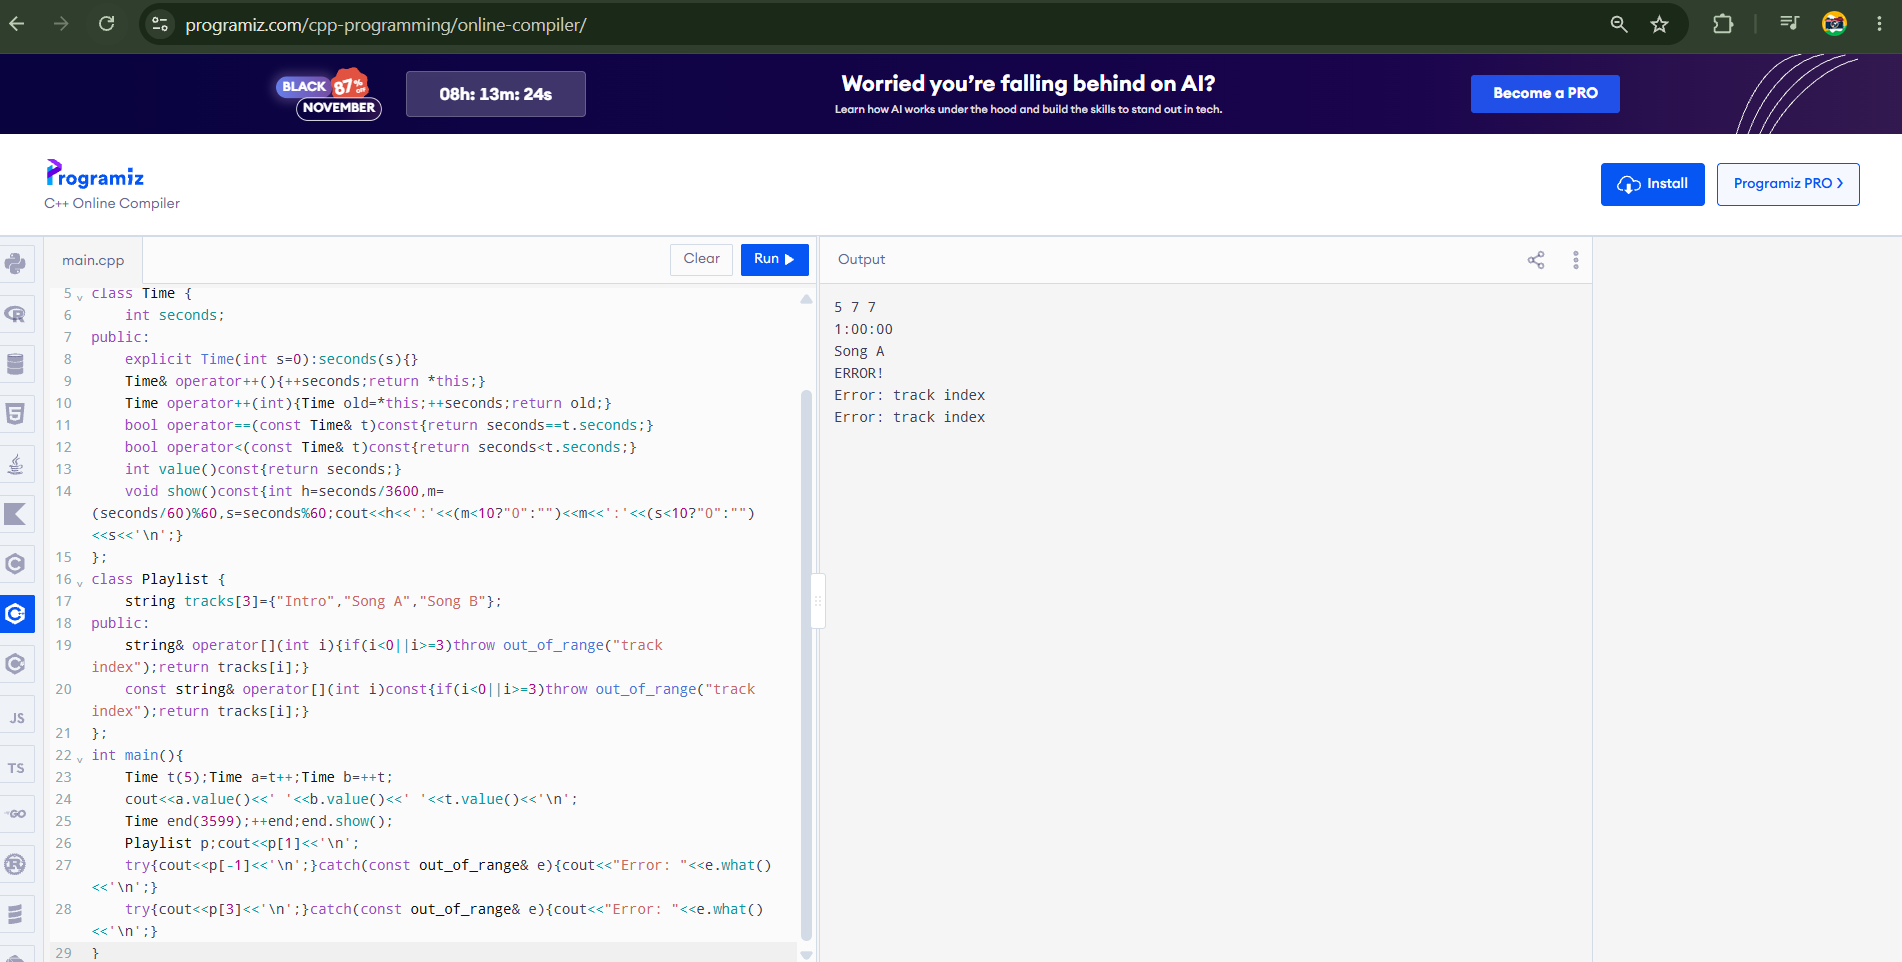 programiz.com/cpp-programming/online-compiler/
BLACK
87% OFF
NOVEMBER
08h: 13m: 24s
Worried you’re falling behind on AI?
Learn how AI works under the hood and build the skills to stand out in tech.
Become a PRO
Programiz
C++ Online Compiler
Install
Programiz PRO
main.cpp
Clear
Run
5 class Time {
6     int seconds;
7 public:
8     explicit Time(int s=0):seconds(s){}
9     Time& operator++(){++seconds;return *this;}
10     Time operator++(int){Time old=*this;++seconds;return old;}
11     bool operator==(const Time& t)const{return seconds==t.seconds;}
12     bool operator<(const Time& t)const{return seconds<t.seconds;}
13     int value()const{return seconds;}
14     void show()const{int h=seconds/3600,m=
(seconds/60)%60,s=seconds%60;cout<<h<<':'<<(m<10?"0":"")<<m<<':'<<(s<10?"0":"")
<<s<<'\n';}
15 };
16 class Playlist {
17     string tracks[3]={"Intro","Song A","Song B"};
18 public:
19     string& operator[](int i){if(i<0||i>=3)throw out_of_range("track
index");return tracks[i];}
20     const string& operator[](int i)const{if(i<0||i>=3)throw out_of_range("track
index");return tracks[i];}
21 };
22 int main(){
23     Time t(5);Time a=t++;Time b=++t;
24     cout<<a.value()<<' '<<b.value()<<' '<<t.value()<<'\n';
25     Time end(3599);++end;end.show();
26     Playlist p;cout<<p[1]<<'\n';
27     try{cout<<p[-1]<<'\n';}catch(const out_of_range& e){cout<<"Error: "<<e.what()
<<'\n';}
28     try{cout<<p[3]<<'\n';}catch(const out_of_range& e){cout<<"Error: "<<e.what()
<<'\n';}
29 }
Output
5 7 7
1:00:00
Song A
ERROR!
Error: track index
Error: track index
JS
TS
GO